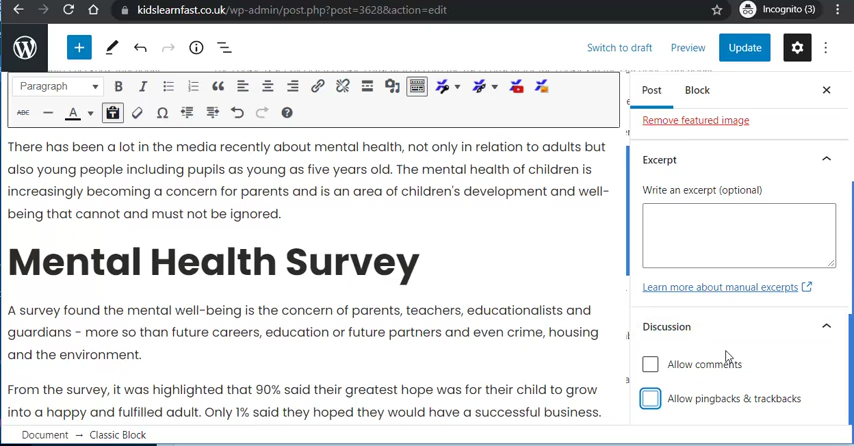 kidslearnfast.co.uk/wp-admin/post.php?post=3628&action=edit
Incognito (3)
Switch to draft
Preview
Update
Paragraph
B I
ABC A T
There has been a lot in the media recently about mental health, not only in relation to adults but
also young people including pupils as young as five years old. The mental health of children is
increasingly becoming a concern for parents and is an area of children's development and well-
being that cannot and must not be ignored.
Mental Health Survey
A survey found the mental well-being is the concern of parents, teachers, educationalists and
guardians - more so than future careers, education or future partners and even crime, housing
and the environment.
From the survey, it was highlighted that 90% said their greatest hope was for their child to grow
into a happy and fulfilled adult. Only 1% said they hoped they would have a successful business.
Document → Classic Block
Post
Block
Remove featured image
Excerpt
Write an excerpt (optional)
Learn more about manual excerpts
Discussion
Allow comments
Allow pingbacks & trackbacks